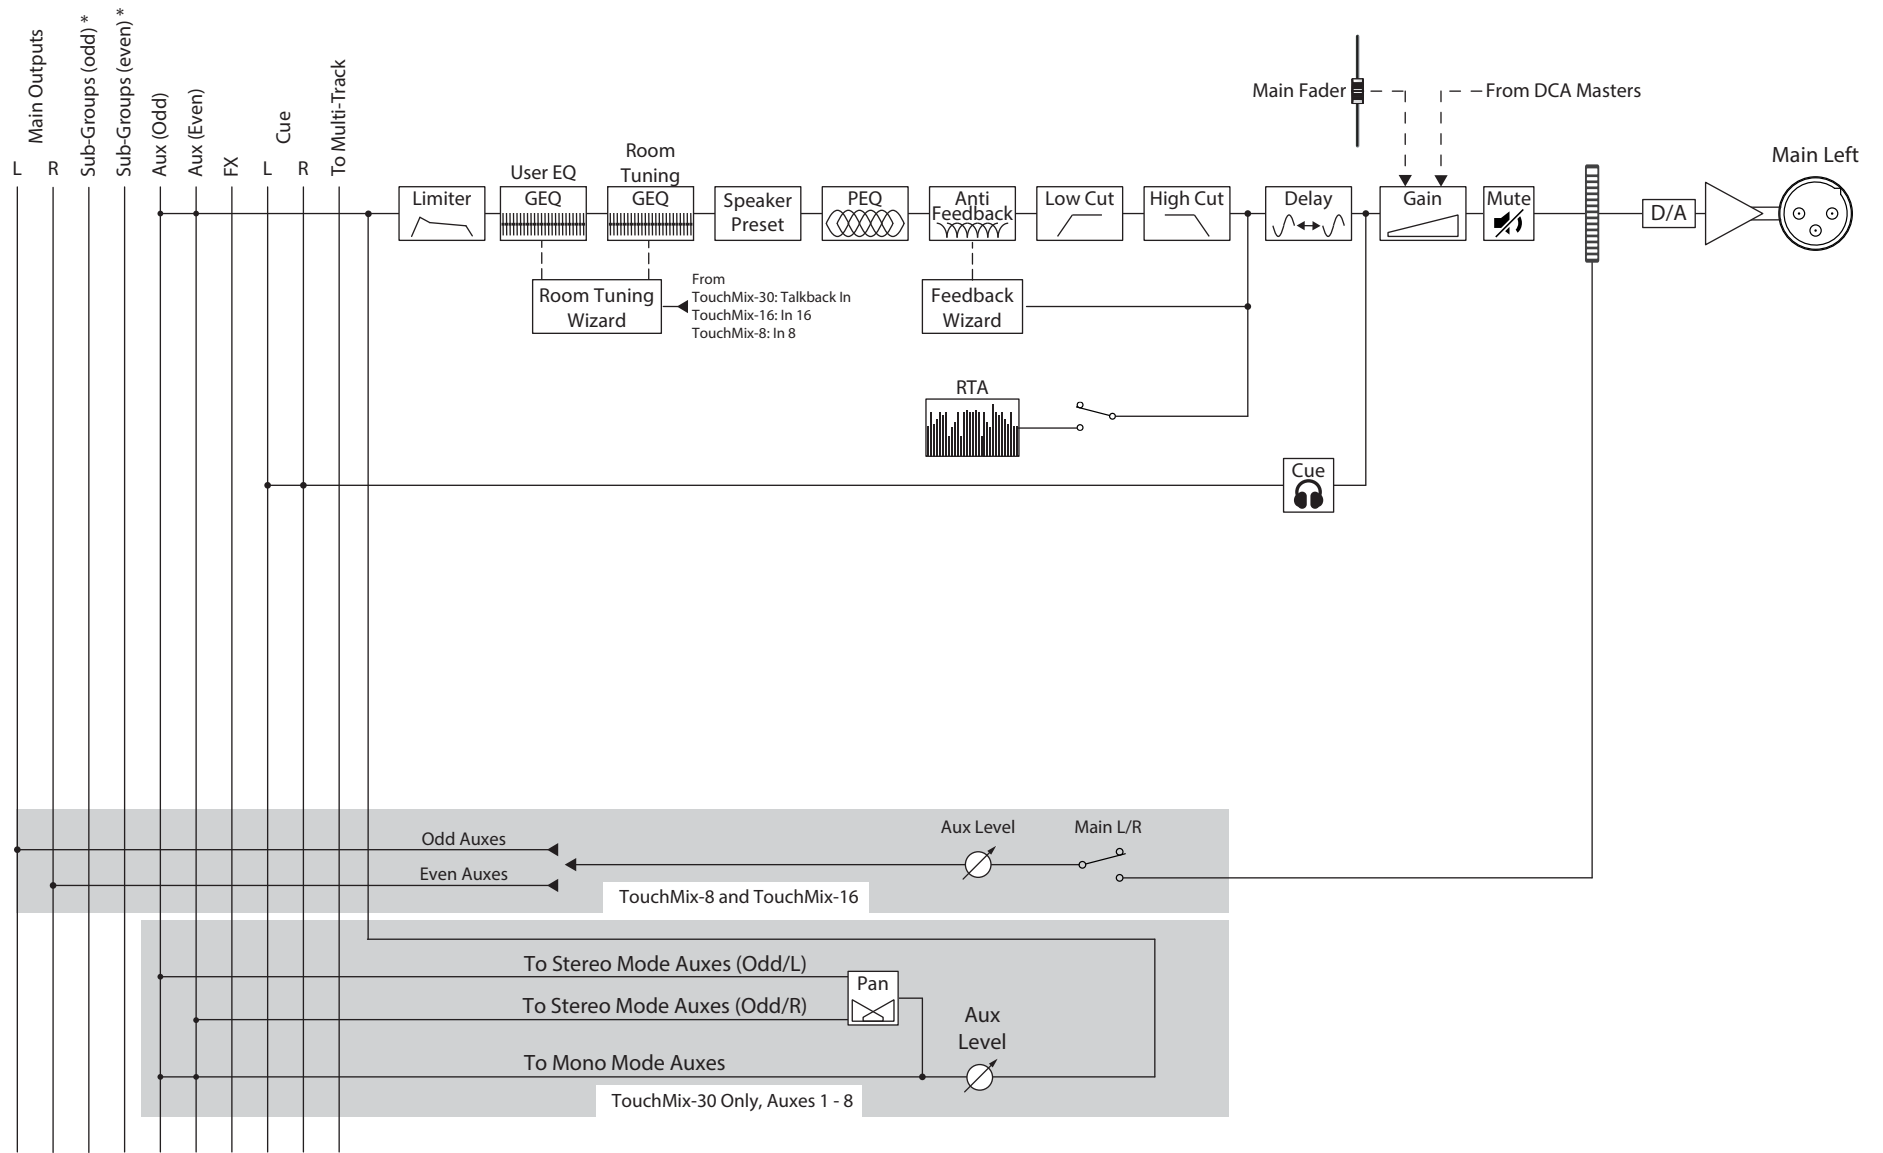 Main Outputs
L
R
Sub-Groups (odd) *
Sub-Groups (even) *
Aux (Odd)
Aux (Even)
FX
Cue
L
R
To Multi-Track
Main Fader
From DCA Masters
Main Left
Limiter
User EQ
GEQ
Room
Tuning
GEQ
Speaker
Preset
PEQ
Anti
Feedback
Low Cut
High Cut
Delay
Gain
Mute
D/A
Room Tuning
Wizard
From
TouchMix-30: Talkback In
TouchMix-16: In 16
TouchMix-8: In 8
Feedback
Wizard
RTA
Cue
Odd Auxes
Even Auxes
Aux Level
Main L/R
TouchMix-8 and TouchMix-16
To Stereo Mode Auxes (Odd/L)
To Stereo Mode Auxes (Odd/R)
Pan
Aux
Level
To Mono Mode Auxes
TouchMix-30 Only, Auxes 1 - 8